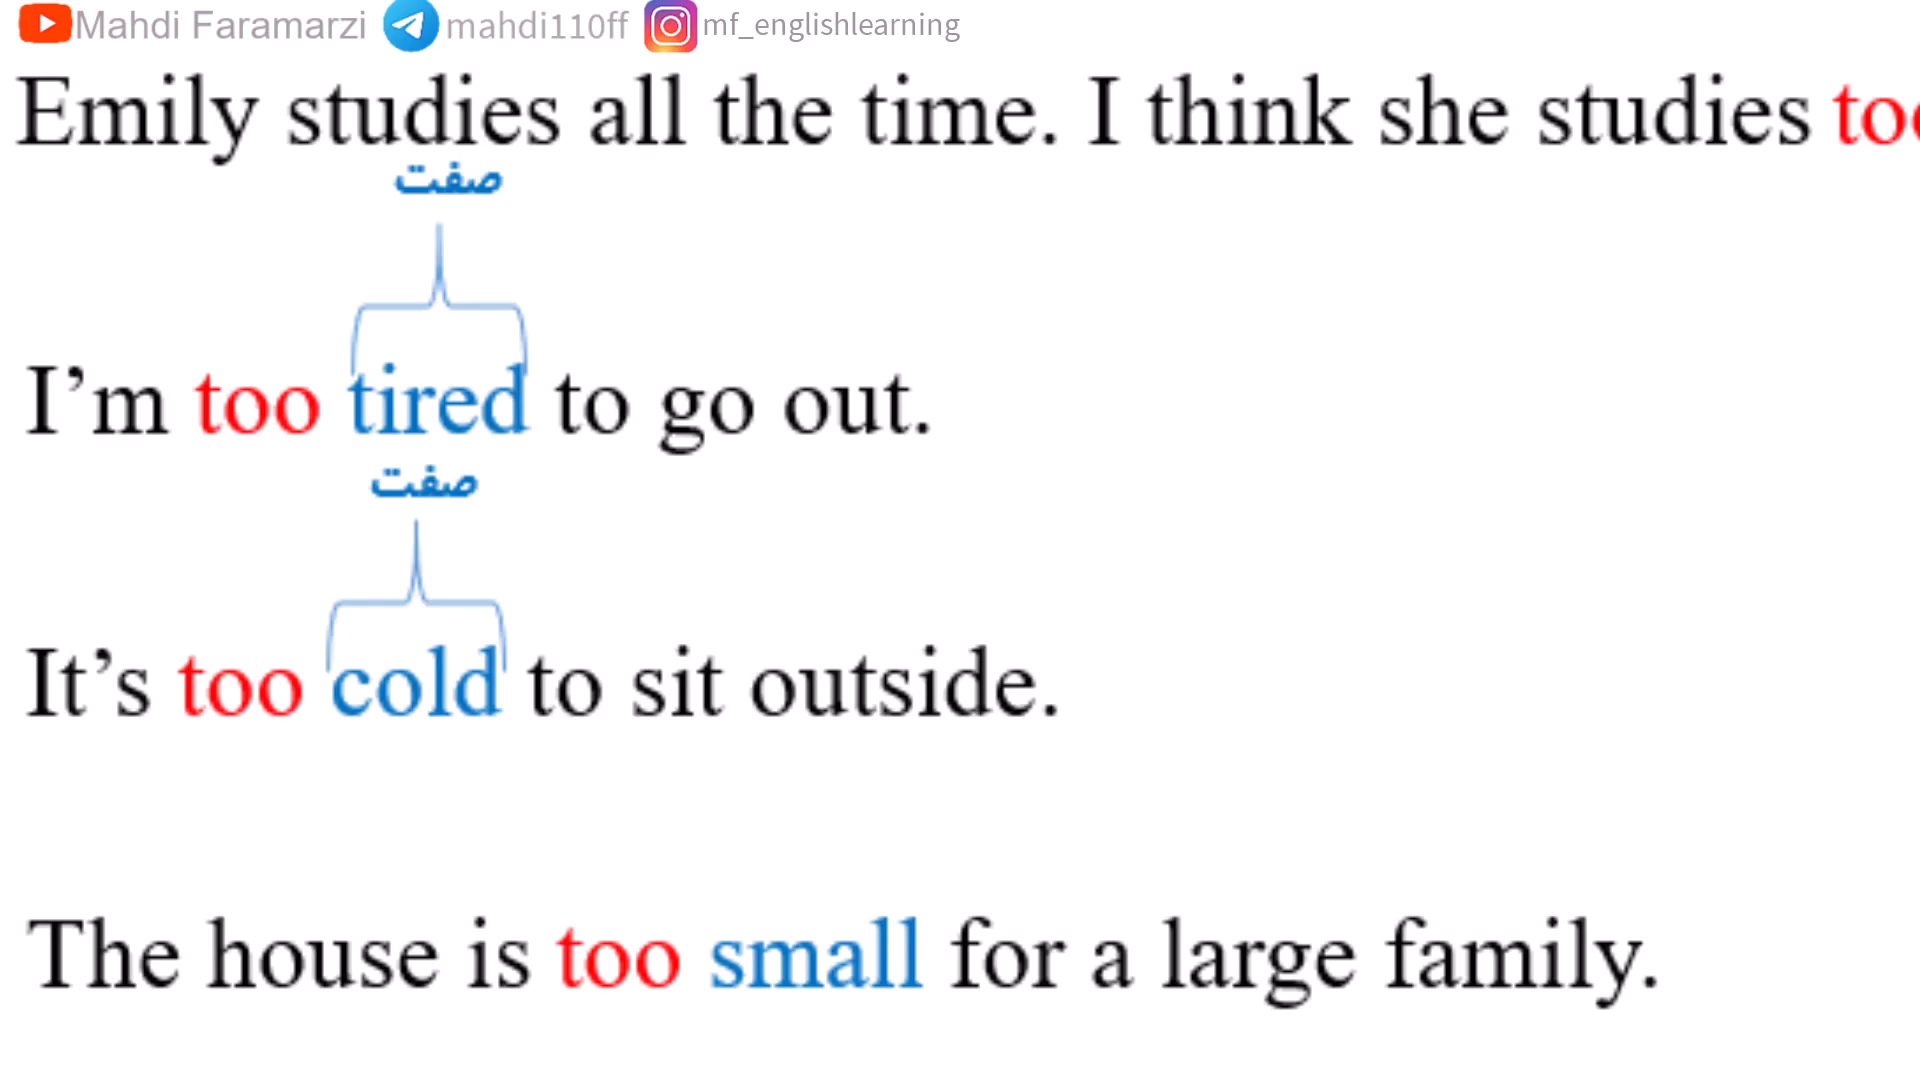 Mahdi Faramarzi mahdi110ff mf_englishlearning
Emily studies all the time. I think she studies
صفت
I’m too tired to go out.
صفت
It’s too cold to sit outside.
The house is too small for a large family.